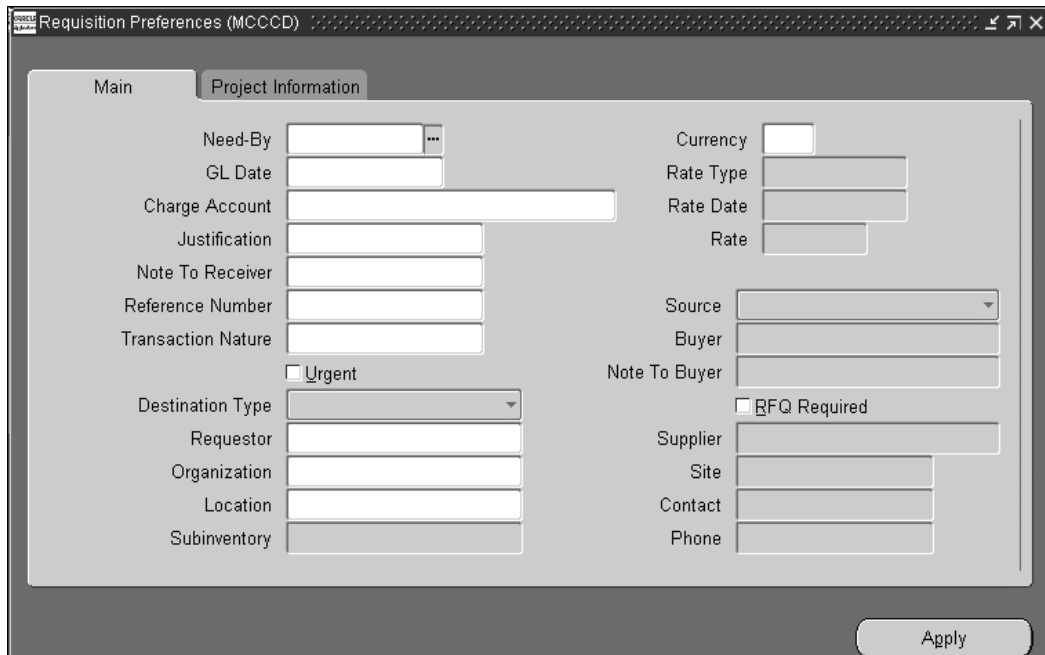 Requisition Preferences (MCCCD)
Main
Project Information
Need-By
GL Date
Charge Account
Justification
Note To Receiver
Reference Number
Transaction Nature
Urgent
Destination Type
Requestor
Organization
Location
Subinventory
Currency
Rate Type
Rate Date
Rate
Source
Buyer
Note To Buyer
RFQ Required
Supplier
Site
Contact
Phone
Apply